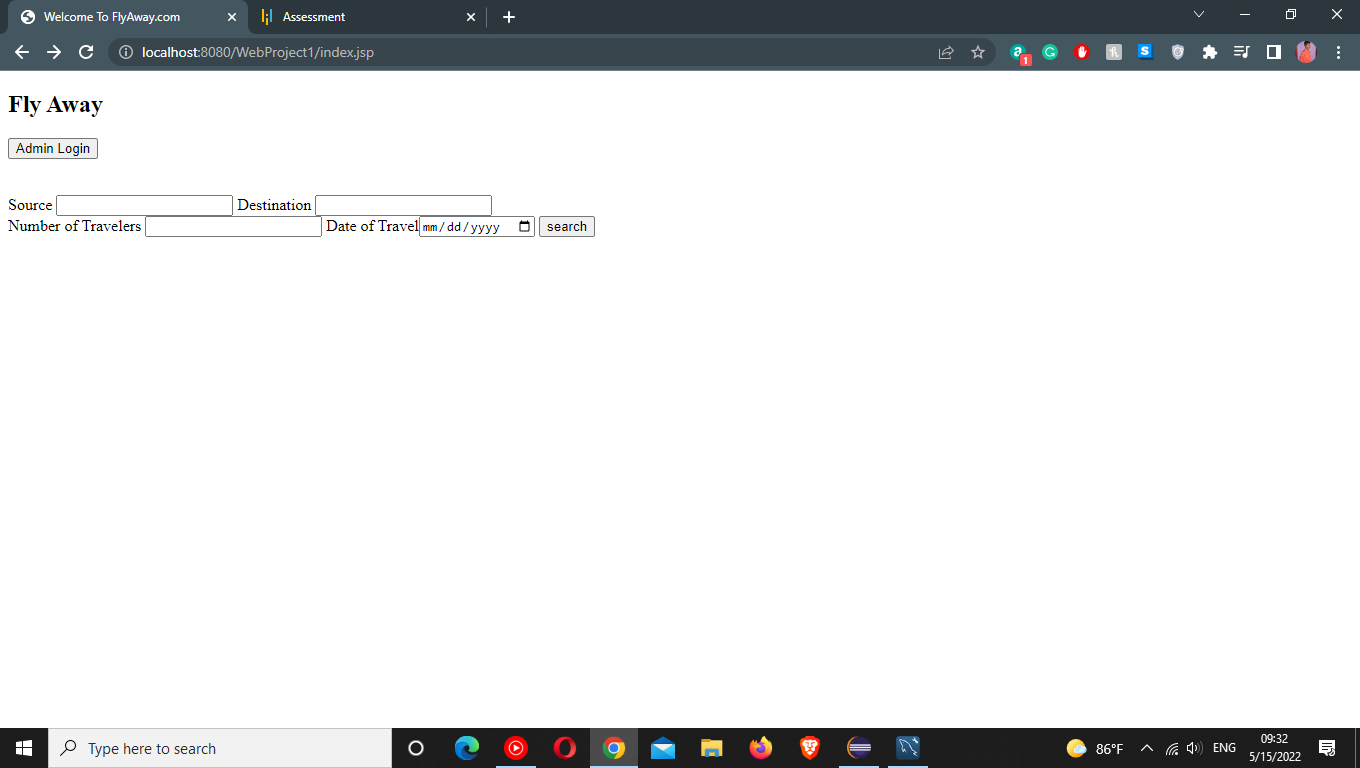 Welcome To FlyAway.com
Assessment
localhost:8080/WebProject1/index.jsp
1
Fly Away
Admin Login
Source Destination
Number of Travelers Date of Travel mm/dd/yyyy search
Type here to search
86°F
ENG
09:32
5/15/2022